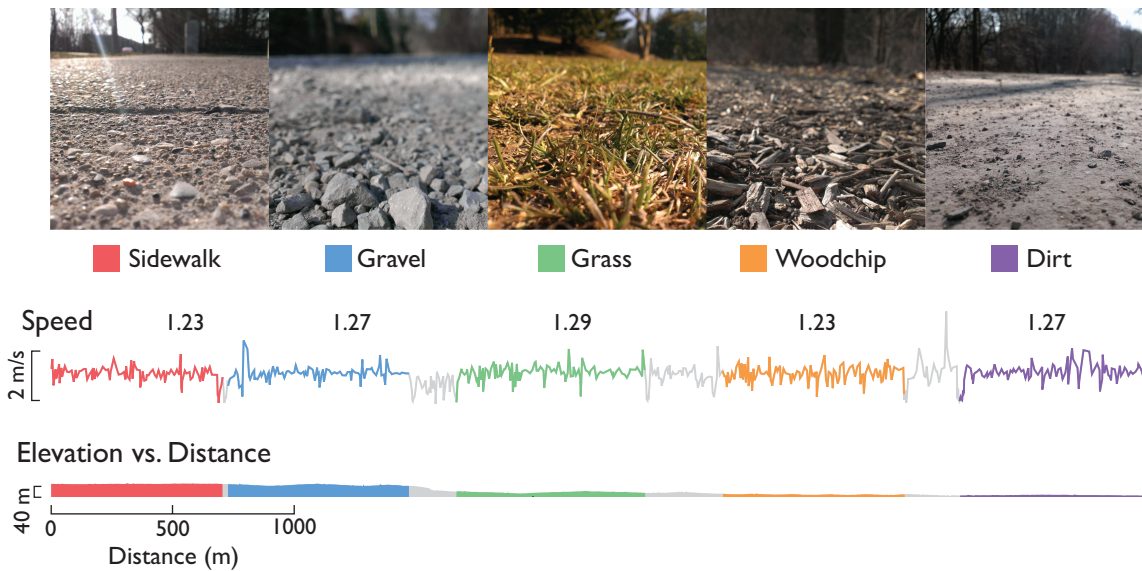 Sidewalk Gravel Grass Woodchip Dirt
Speed 1.23 1.27 1.29 1.23 1.27
2 m/s
Elevation vs. Distance
40 m
0 500 1000
Distance (m)